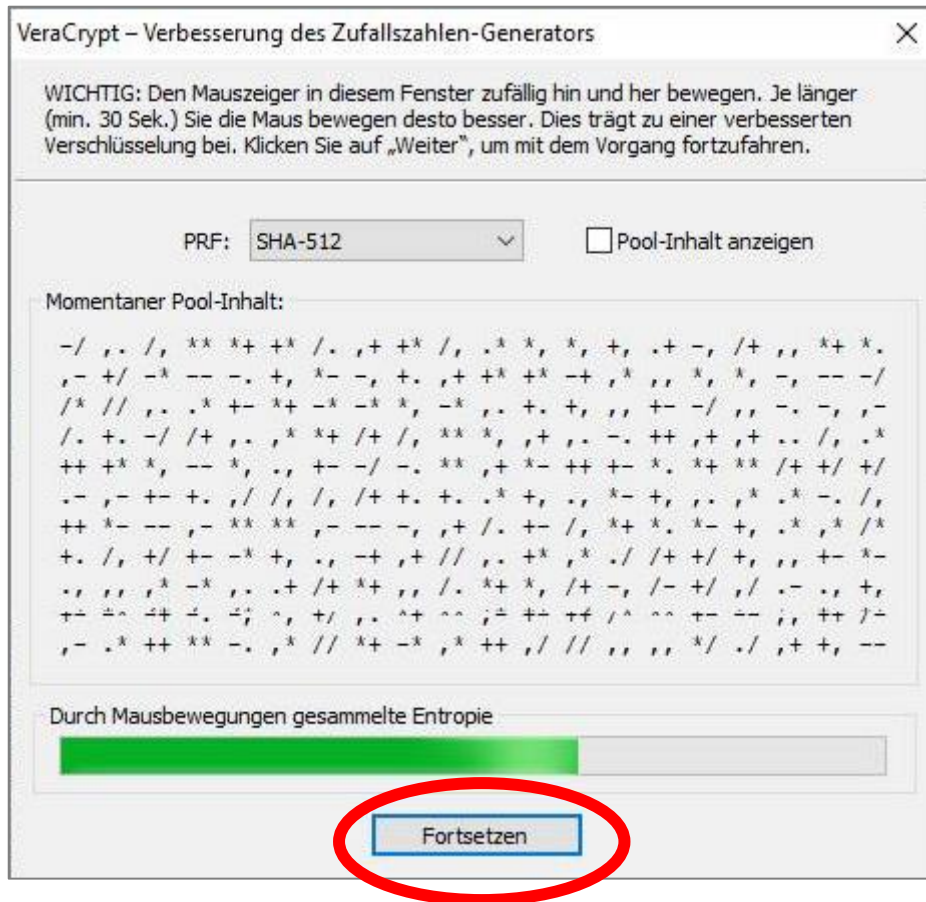 VeraCrypt – Verbesserung des Zufallszahlen-Generators
WICHTIG: Den Mauszeiger in diesem Fenster zufällig hin und her bewegen. Je länger
(min. 30 Sek.) Sie die Maus bewegen desto besser. Dies trägt zu einer verbesserten
Verschlüsselung bei. Klicken Sie auf „Weiter“, um mit dem Vorgang fortzufahren.
PRF: SHA-512 Pool-Inhalt anzeigen
Momentaner Pool-Inhalt:
-/ ,. /, ** *+ +* /. ,+ +* /, .* *, *, +, .+ -, /+ ,, *+ *.
,- +/ -* -- -. +, *- -, +. ,+ +* +* -+ ,* ,, *, *, -, -- -/
/* // ,. .* +- *+ -* -* *, -* ,. +. +, ,, +- -/ ,, -. -, ,-
/. +. -/ /+ ,. ,* *+ /+ /, ** *, ,+ ,. -. ++ ,+ ,+ .. /, .*
++ +* *, -- *, ., +- -/ -. ** ,+ *- ++ +- *. *+ ** /+ +/ +/
.- ,- +- +. ,/ /, /, /+ +. +. .* +, ., *- +, ,. ,* .* -. /,
++ *- -- ,- ** ** ,- -- -, ,+ /. +- /, *+ *. *- +, .* ,* /*
+. /, +/ +- -* +, ., -+ ,+ // ,. +* ,* ./ /+ +/ +, ,, +- *-
., ,, ,* -* ,. .+ /+ *+ ,, /. *+ *, /+ -, /- +/ ,/ .- ., +,
,- .* ++ ** -. ,* // *+ -* ,* ++ ,/ // ,, ,, */ ./ ,+ +, --
Durch Mausbewegungen gesammelte Entropie
Fortsetzen